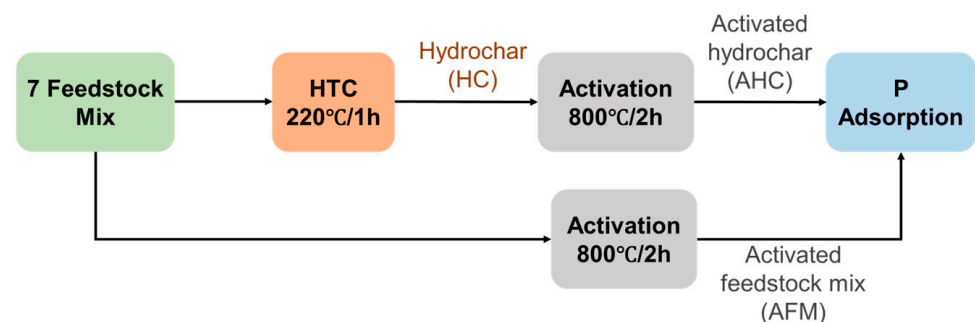 7 Feedstock
Mix
HTC
220℃/1h
Hydrochar
(HC)
Activation
800℃/2h
Activated
hydrochar
(AHC)
P
Adsorption
Activation
800℃/2h
Activated
feedstock mix
(AFM)